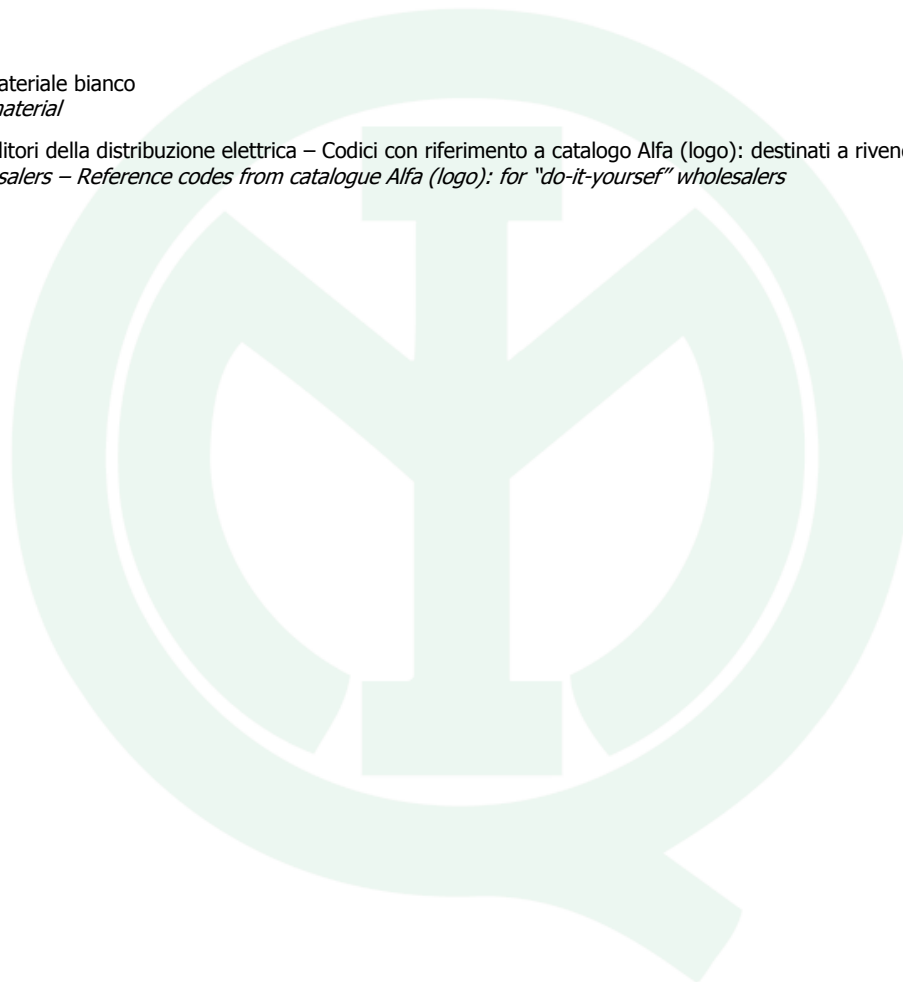 ateriale bianco
naterial
litori della distribuzione elettrica – Codici con riferimento a catalogo Alfa (logo): destinati a riven
salers – Reference codes from catalogue Alfa (logo): for “do-it-yoursef” wholesalers